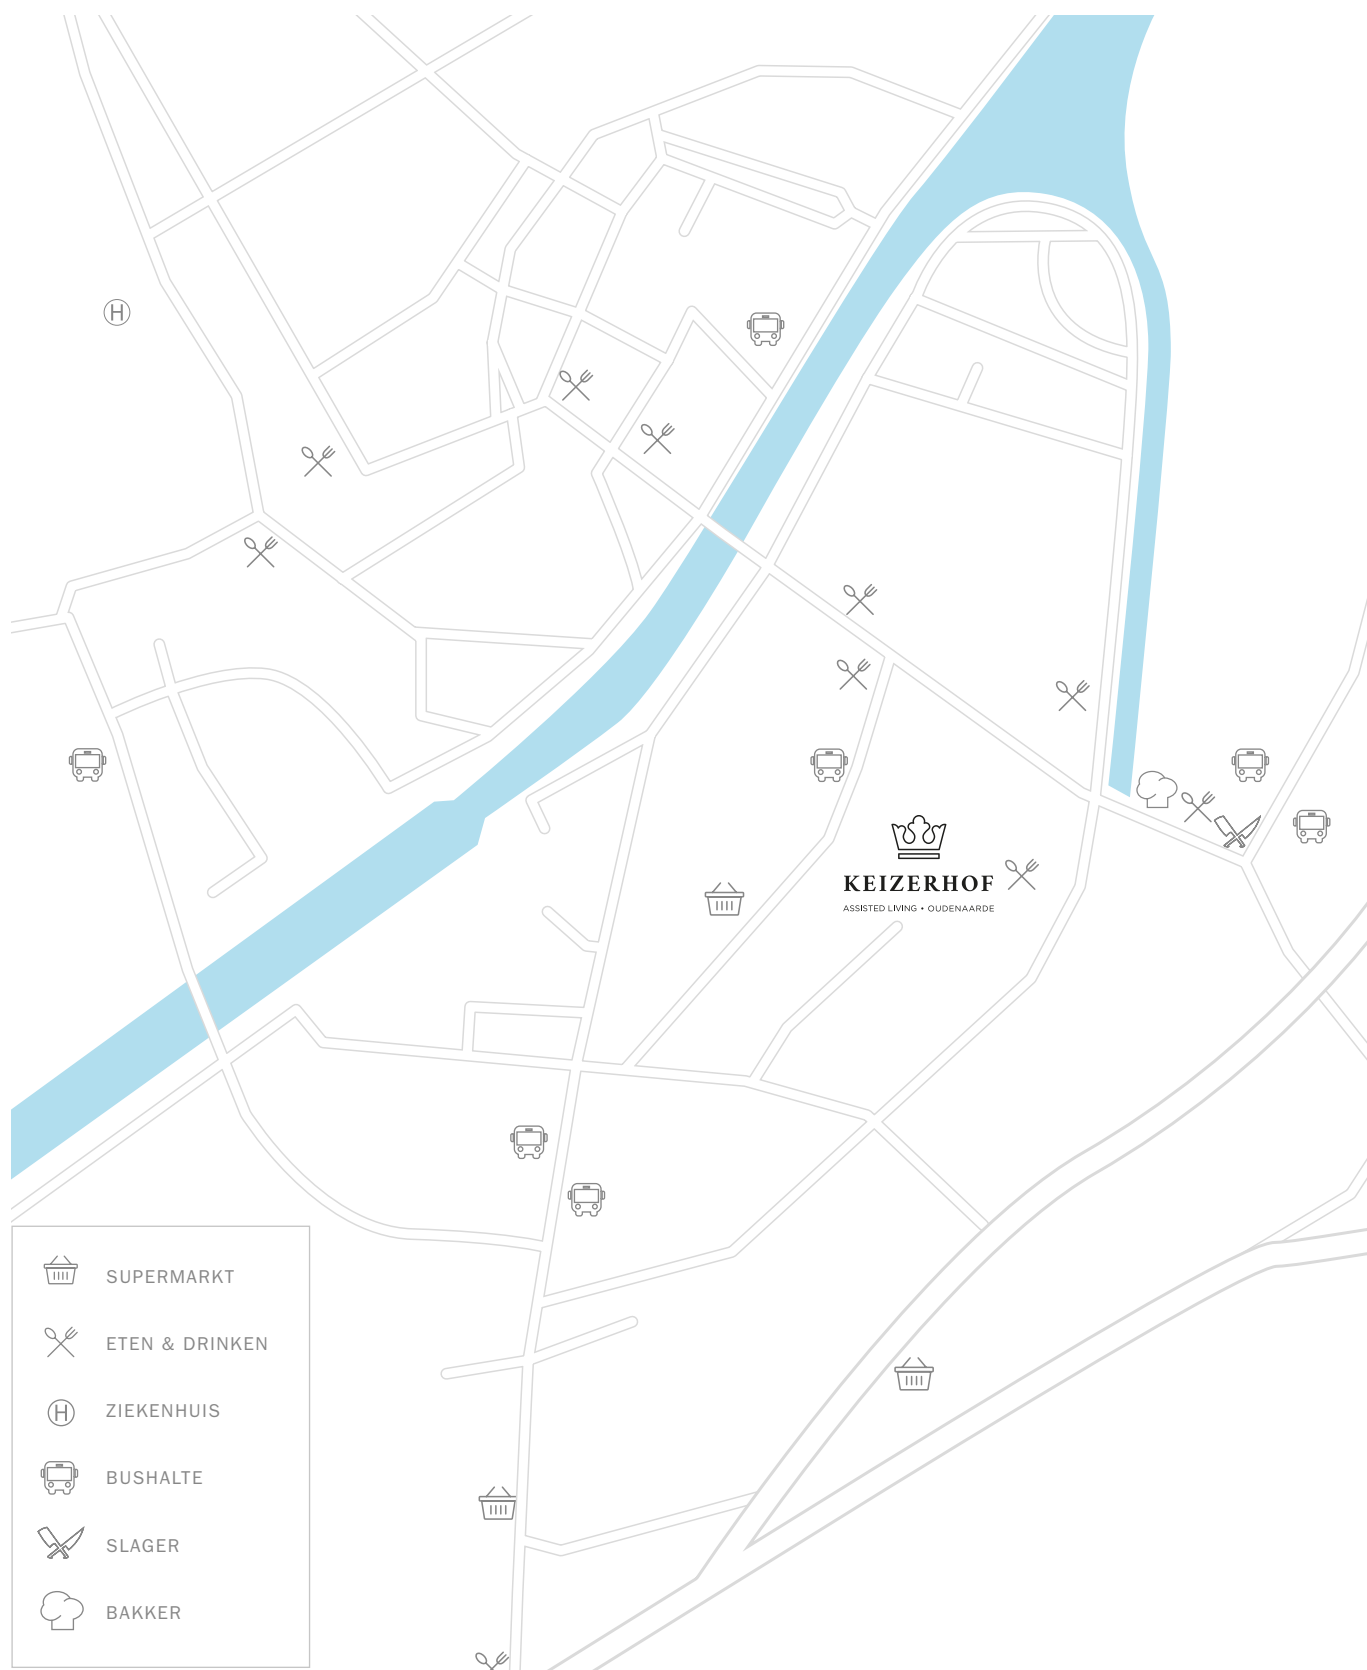 KEIZERHOF
ASSISTED LIVING • OUDENAARDE
H
SUPERMARKT
ETEN & DRINKEN
H ZIEKENHUIS
BUSHALTE
SLAGER
BAKKER